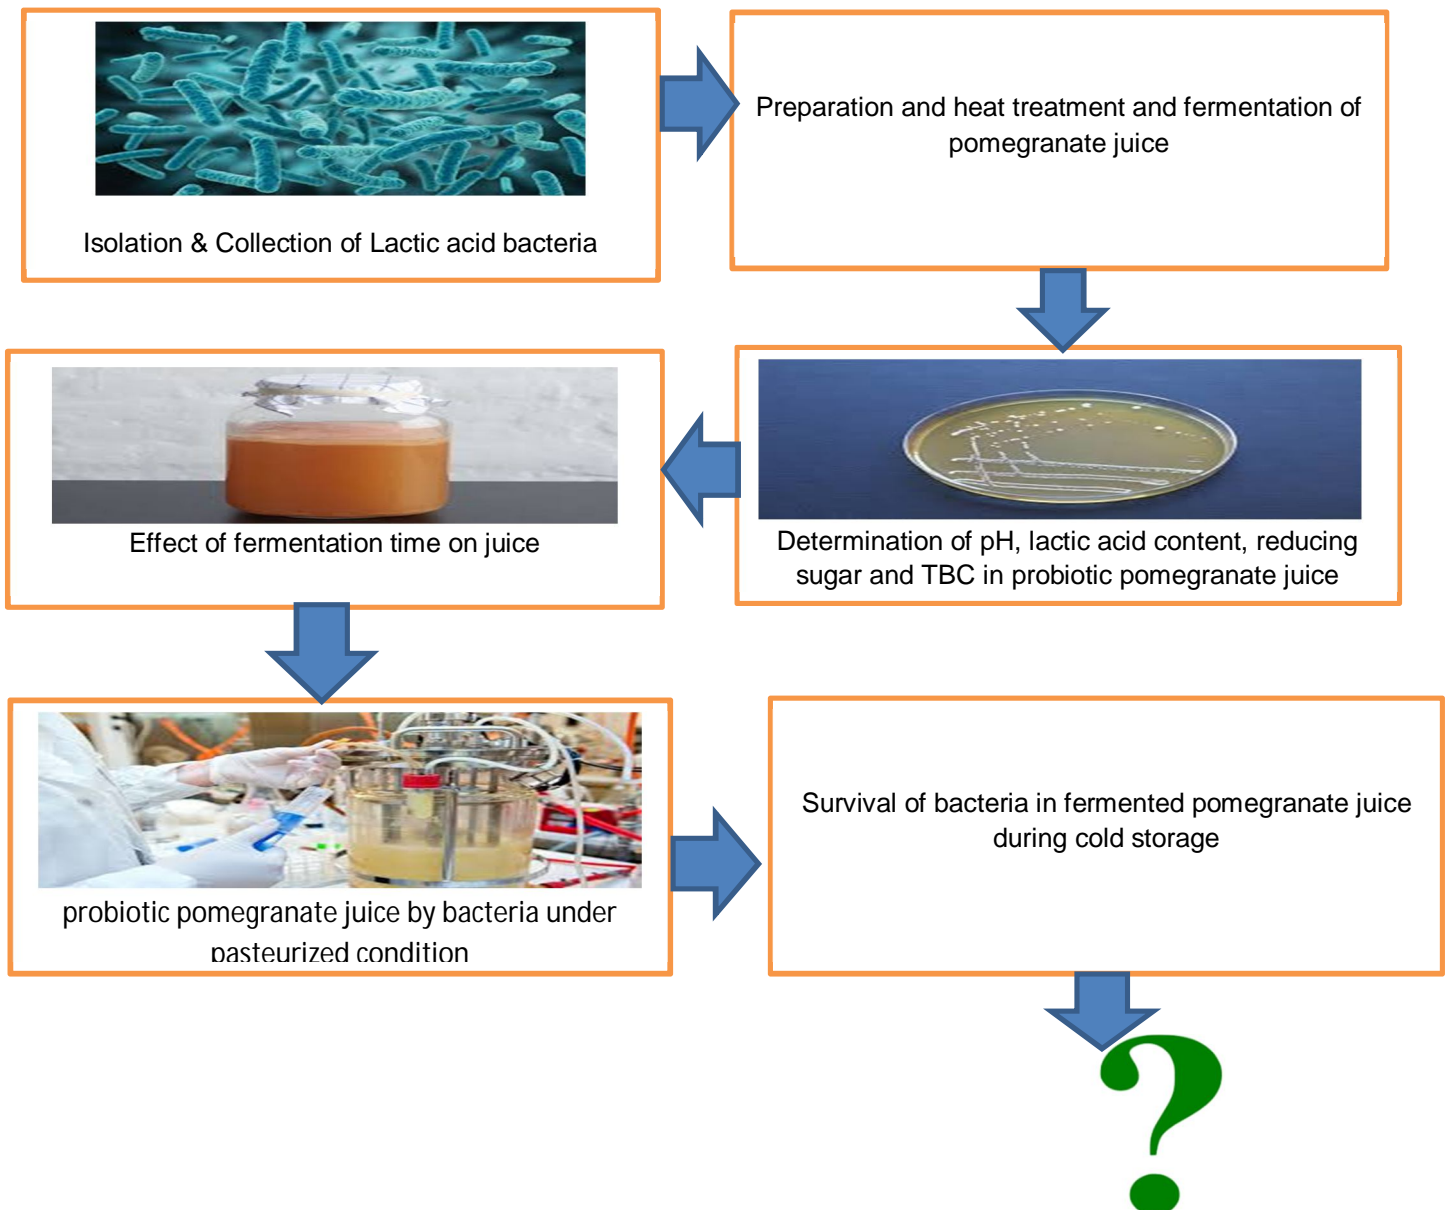 Isolation & Collection of Lactic acid bacteria
Preparation and heat treatment and fermentation of
pomegranate juice
Determination of pH, lactic acid content, reducing
sugar and TBC in probiotic pomegranate juice
Effect of fermentation time on juice
probiotic pomegranate juice by bacteria under
pasteurized condition
Survival of bacteria in fermented pomegranate juice
during cold storage
?